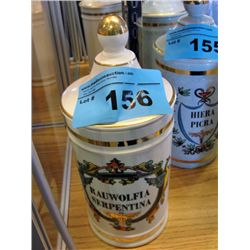 Lot #
156
RAUWOLFIA
SERPENTINA
Lot #
155
HIERA
PICRA